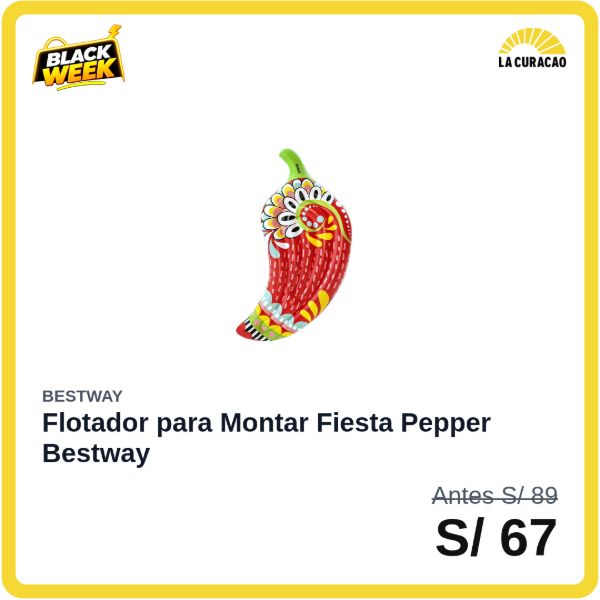 BLACK
WEEK
LA CURACAO
BESTWAY
Flotador para Montar Fiesta Pepper
Bestway
Antes S/ 89
S/ 67